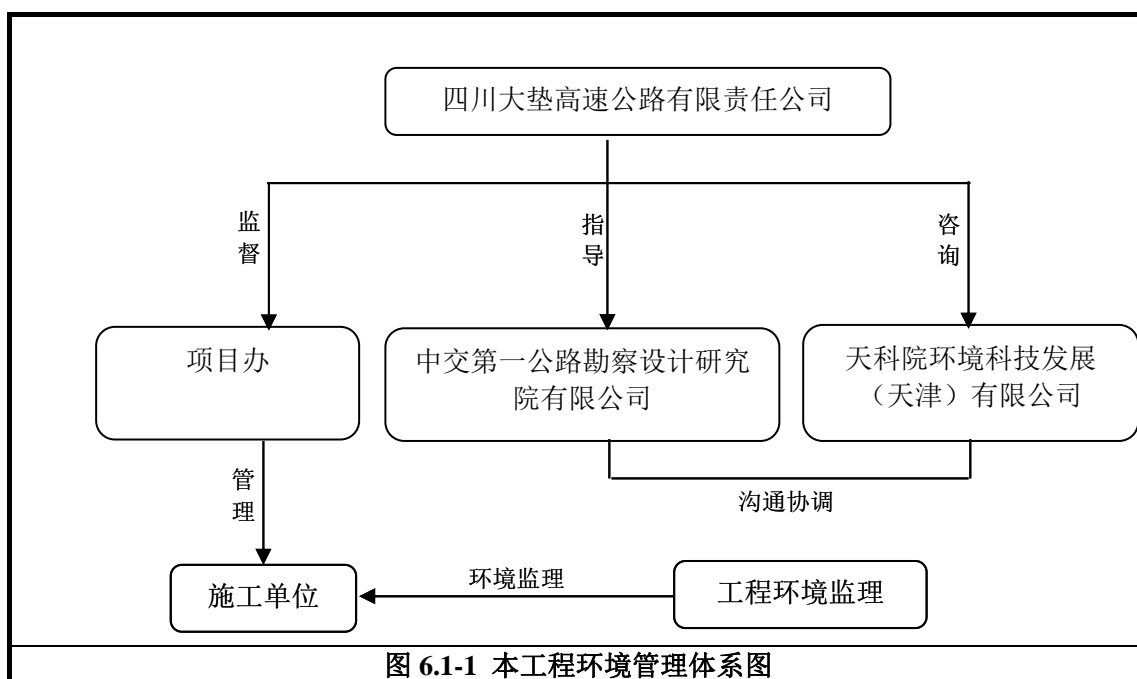 四川大垫高速公路有限责任公司
监督
指导
咨询
项目办
中交第一公路勘察设计研究
院有限公司
天科院环境科技发展
（天津）有限公司
管理
沟通协调
施工单位
环境监理
工程环境监理
图 6.1-1 本工程环境管理体系图